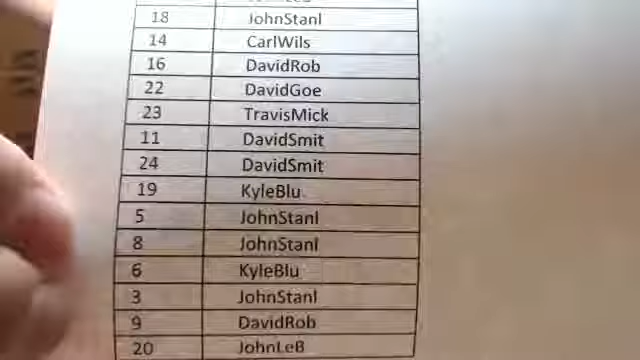 18 JohnStanl
14 CarlWils
16 DavidRob
22 DavidGoe
23 TravisMick
11 DavidSmit
24 DavidSmit
19 KyleBlu
5 JohnStanl
8 JohnStanl
6 KyleBlu
3 JohnStanl
9 DavidRob
20 JohnLeB